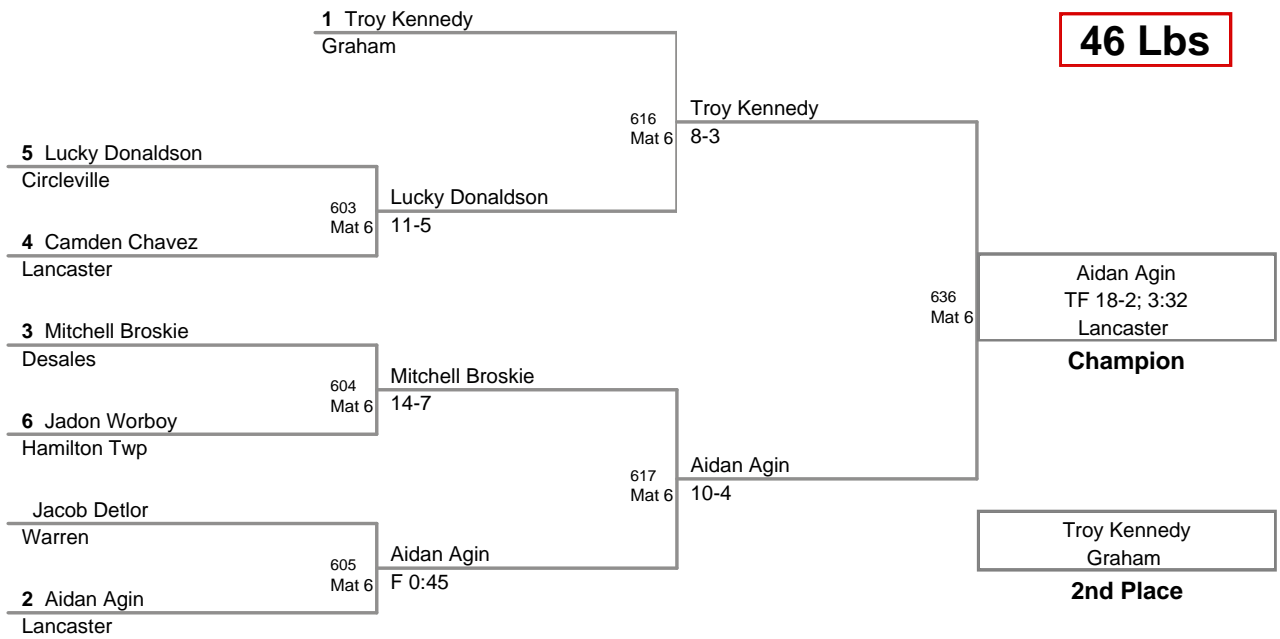 1 Troy Kennedy
Graham
46 Lbs
616
Mat 6
Troy Kennedy
8-3
5 Lucky Donaldson
Circleville
603
Mat 6
Lucky Donaldson
11-5
4 Camden Chavez
Lancaster
636
Mat 6
Aidan Agin
TF 18-2; 3:32
Lancaster
Champion
3 Mitchell Broskie
Desales
604
Mat 6
Mitchell Broskie
14-7
6 Jadon Worboy
Hamilton Twp
617
Mat 6
Aidan Agin
10-4
Jacob Detlor
Warren
605
Mat 6
Aidan Agin
F 0:45
2 Aidan Agin
Lancaster
Troy Kennedy
Graham
2nd Place